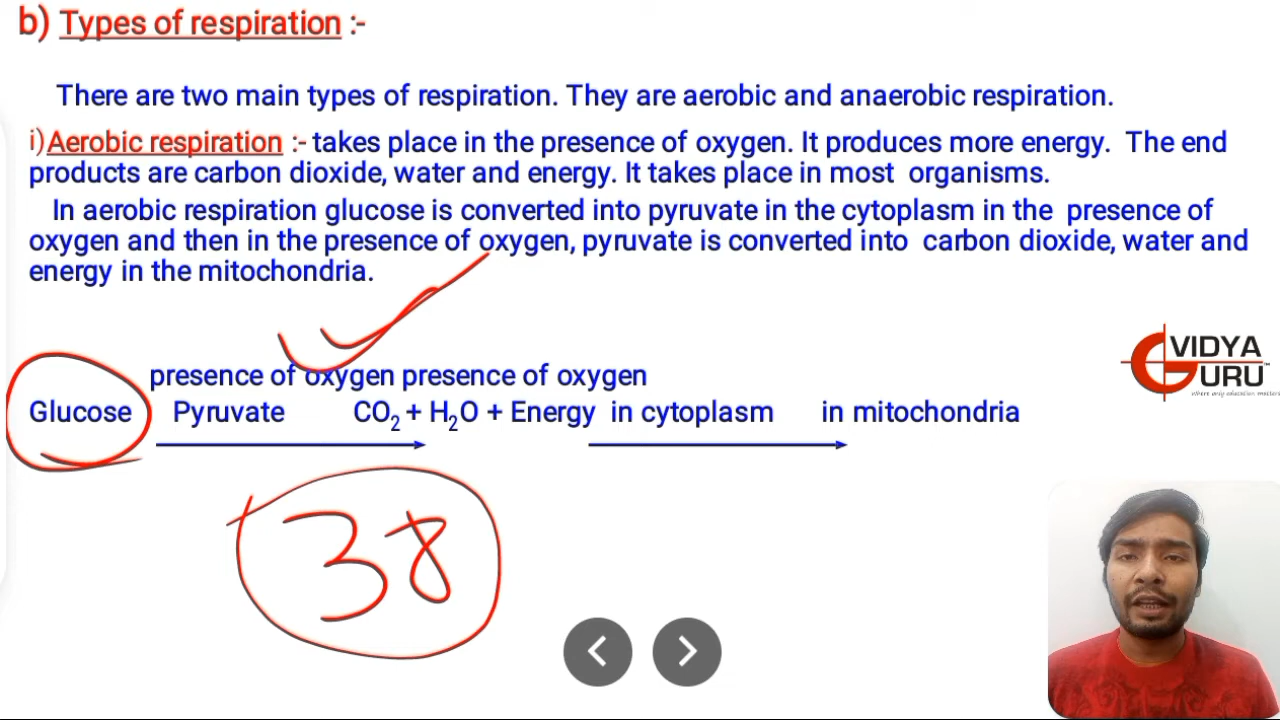 b) Types of respiration :-
There are two main types of respiration. They are aerobic and anaerobic respiration.
i)Aerobic respiration :- takes place in the presence of oxygen. It produces more energy. The end
products are carbon dioxide, water and energy. It takes place in most organisms.
In aerobic respiration glucose is converted into pyruvate in the cytoplasm in the presence of
oxygen and then in the presence of oxygen, pyruvate is converted into carbon dioxide, water and
energy in the mitochondria.
VIDYA
GURU™
where any education matters
presence of oxygen presence of oxygen
Glucose Pyruvate CO₂ + H₂O + Energy in cytoplasm in mitochondria
38